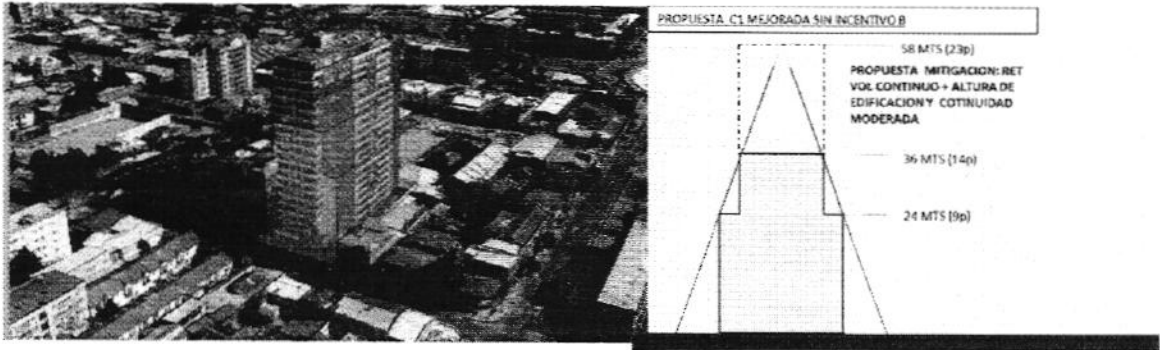 PROPUESTA C1 MEJORADA SIN INCENTIVO B
58 MTS (23p)
PROPUESTA MITIGACION: RET
VOL CONTINUO + ALTURA DE
EDIFICACION Y COTINUIDAD
MODERADA
36 MTS (14p)
24 MTS (9p)